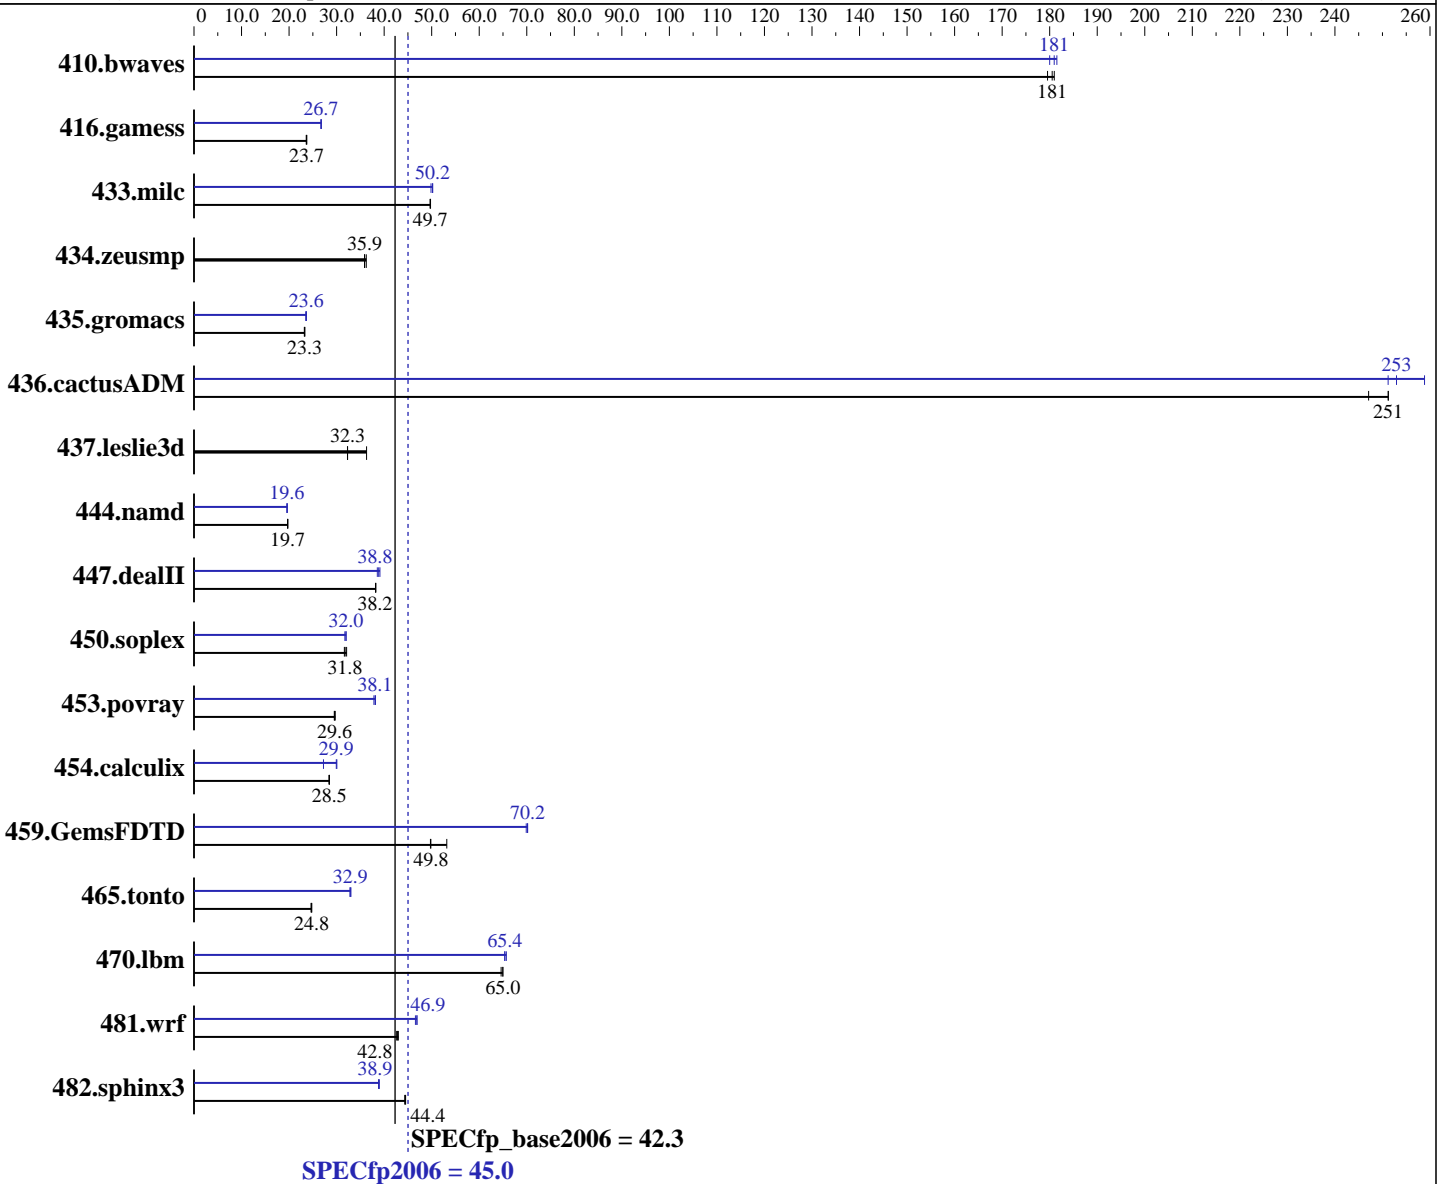 0 10.0 20.0 30.0 40.0 50.0 60.0 70.0 80.0 90.0 100 110 120 130 140 150 160 170 180 190 200 210 220 230 240 260
181
410.bwaves
181
26.7
416.gamess
23.7
50.2
433.milc
49.7
35.9
434.zeusmp
23.6
435.gromacs
23.3
253
436.cactusADM
251
32.3
437.leslie3d
19.6
444.namd
19.7
38.8
447.dealII
38.2
32.0
450.soplex
31.8
38.1
453.povray
29.6
29.9
454.calculix
28.5
70.2
459.GemsFDTD
49.8
32.9
465.tonto
24.8
65.4
470.lbm
65.0
46.9
481.wrf
42.8
38.9
482.sphinx3
44.4
SPECfp_base2006 = 42.3
SPECfp2006 = 45.0